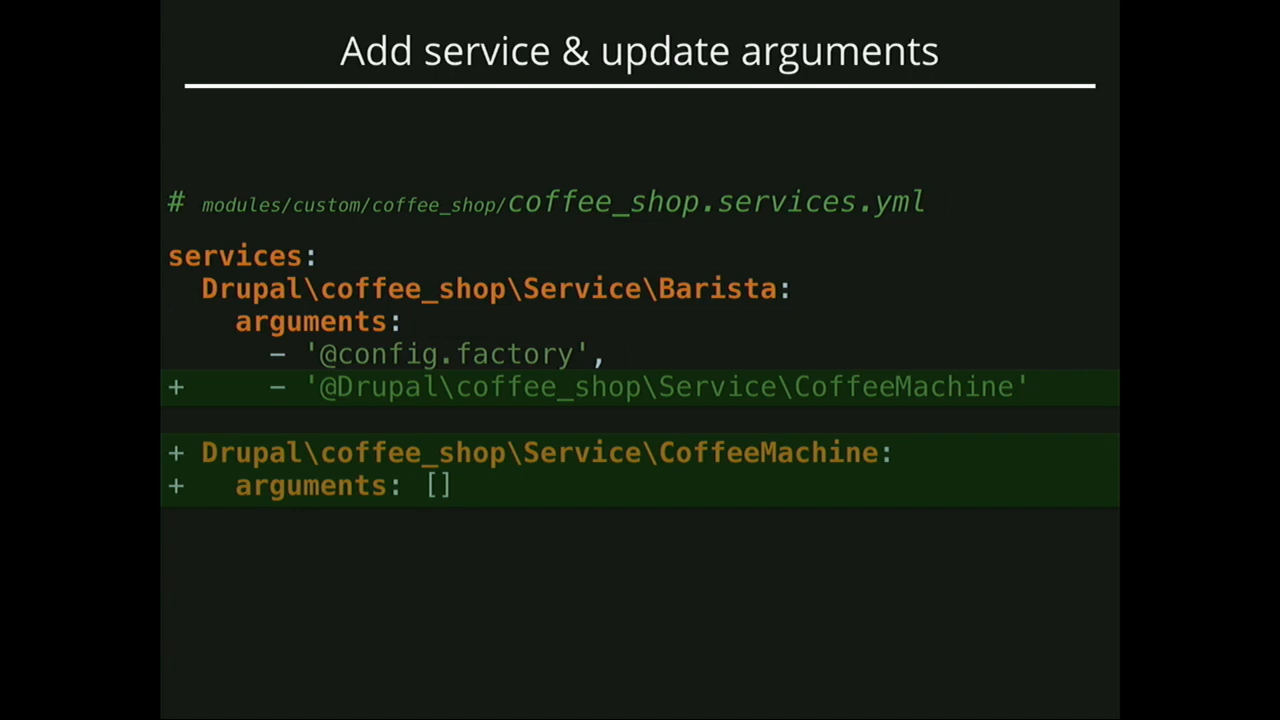 Add service & update arguments
# modules/custom/coffee_shop/coffee_shop.services.yml
services:
Drupal\coffee_shop\Service\Barista:
arguments:
- '@config.factory',
+ - '@Drupal\coffee_shop\Service\CoffeeMachine'
+ Drupal\coffee_shop\Service\CoffeeMachine:
+ arguments: []